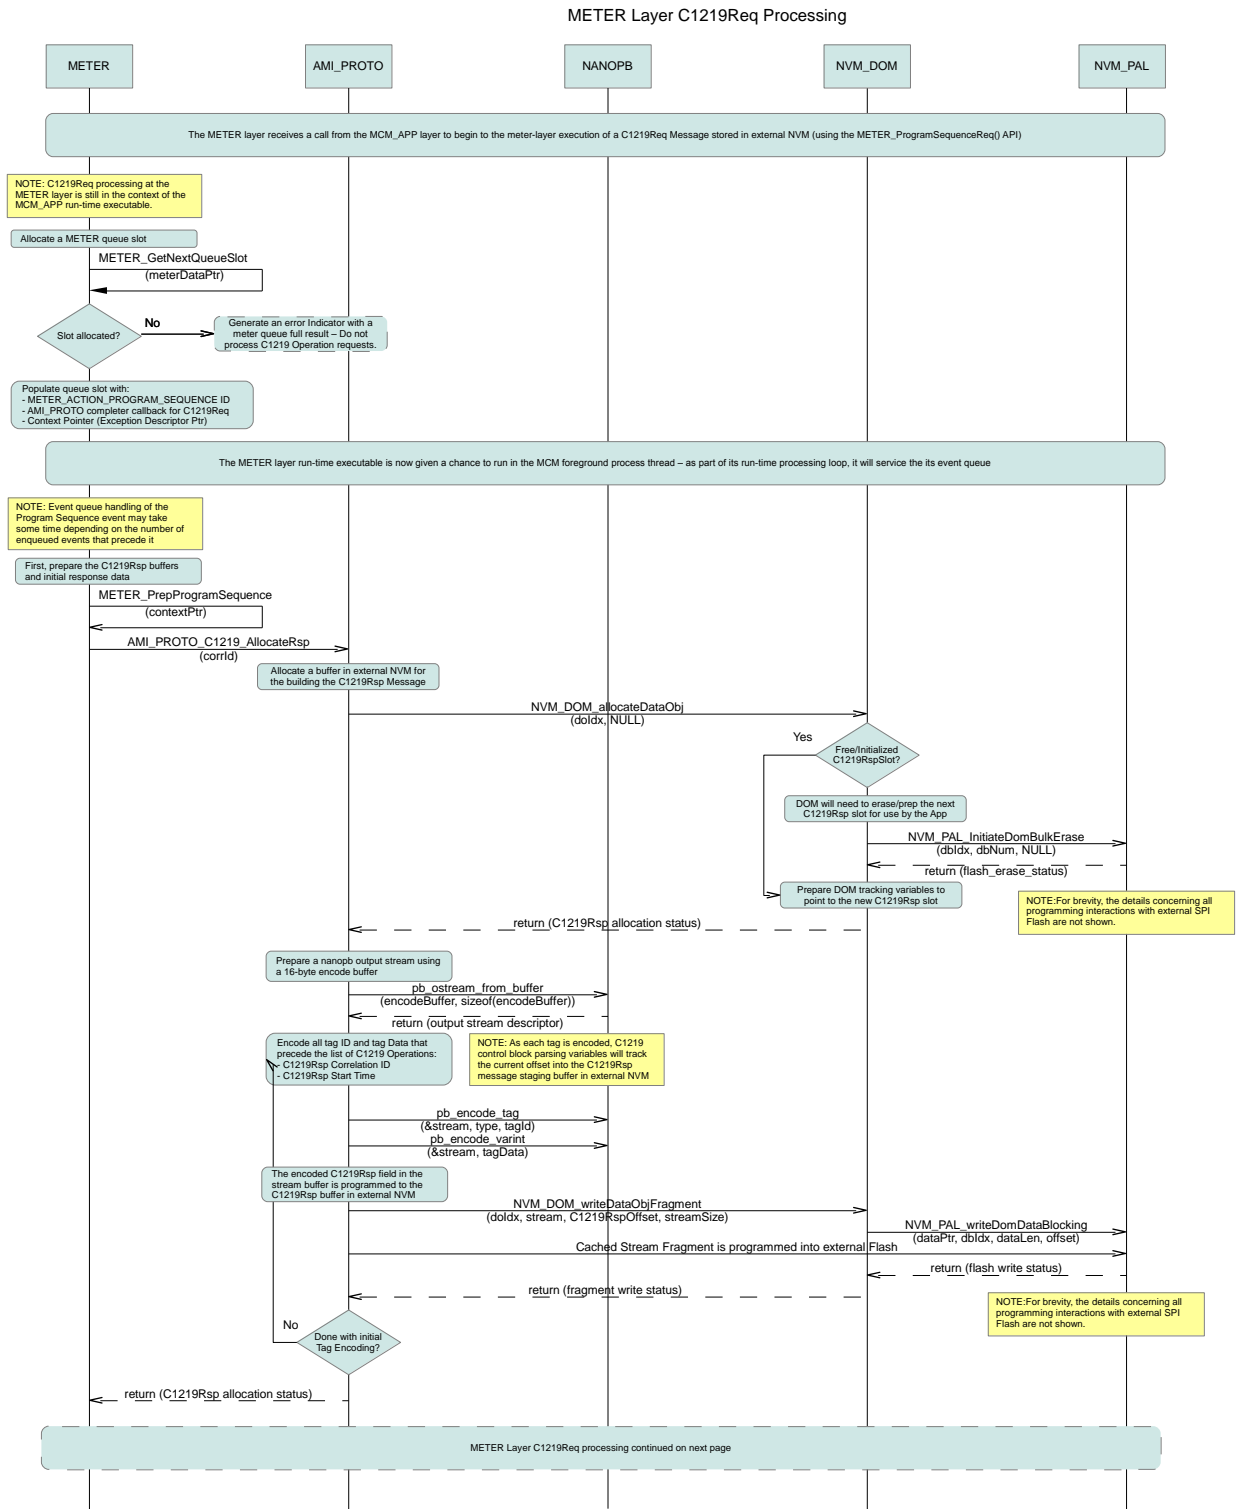 METER Layer C1219Req Processing
METER
AMI_PROTO
NANOPB
NVM_DOM
NVM_PAL
The METER layer receives a call from the MCM_APP layer to begin to the meter-layer execution of a C1219Req Message stored in external NVM (using the METER_ProgramSequenceReq() API)
NOTE: C1219Req processing at the
METER layer is still in the context of the
MCM_APP run-time executable.
Allocate a METER queue slot
METER_GetNextQueueSlot
(meterDataPtr)
Slot allocated?
No
Generate an error Indicator with a
meter queue full result – Do not
process C1219 Operation requests.
Populate queue slot with:
- METER_ACTION_PROGRAM_SEQUENCE ID
- AMI_PROTO completer callback for C1219Req
- Context Pointer (Exception Descriptor Ptr)
The METER layer run-time executable is now given a chance to run in the MCM foreground process thread – as part of its run-time processing loop, it will service the its event queue
NOTE: Event queue handling of the
Program Sequence event may take
some time depending on the number of
enqueued events that precede it
First, prepare the C1219Rsp buffers
and initial response data
METER_PrepProgramSequence
(contextPtr)
AMI_PROTO_C1219_AllocateRsp
(corrId)
Allocate a buffer in external NVM for
the building the C1219Rsp Message
NVM_DOM_allocateDataObj
(doIdx, NULL)
Yes
Free/Initialized
C1219RspSlot?
DOM will need to erase/prep the next
C1219Rsp slot for use by the App
NVM_PAL_InitiateDomBulkErase
(dbIdx, dbNum, NULL)
return (flash_erase_status)
Prepare DOM tracking variables to
point to the new C1219Rsp slot
NOTE:For brevity, the details concerning all
programming interactions with external SPI
Flash are not shown.
return (C1219Rsp allocation status)
Prepare a nanopb output stream using
a 16-byte encode buffer
pb_ostream_from_buffer
(encodeBuffer, sizeof(encodeBuffer))
return (output stream descriptor)
Encode all tag ID and tag Data that
precede the list of C1219 Operations:
- C1219Rsp Correlation ID
- C1219Rsp Start Time
NOTE: As each tag is encoded, C1219
control block parsing variables will track
the current offset into the C1219Rsp
message staging buffer in external NVM
pb_encode_tag
(&stream, type, tagId)
pb_encode_varint
(&stream, tagData)
The encoded C1219Rsp field in the
stream buffer is programmed to the
C1219Rsp buffer in external NVM
NVM_DOM_writeDataObjFragment
(doIdx, stream, C1219RspOffset, streamSize)
NVM_PAL_writeDomDataBlocking
(dataPtr, dbIdx, dataLen, offset)
Cached Stream Fragment is programmed into external Flash
return (flash write status)
return (fragment write status)
NOTE:For brevity, the details concerning all
programming interactions with external SPI
Flash are not shown.
No
Done with initial
Tag Encoding?
return (C1219Rsp allocation status)
METER Layer C1219Req processing continued on next page